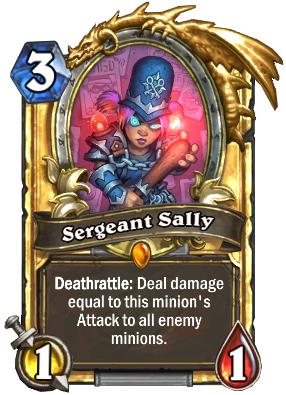 3
Sergeant Sally
Deathrattle: Deal damage
equal to this minion's
Attack to all enemy
minions.
1
1